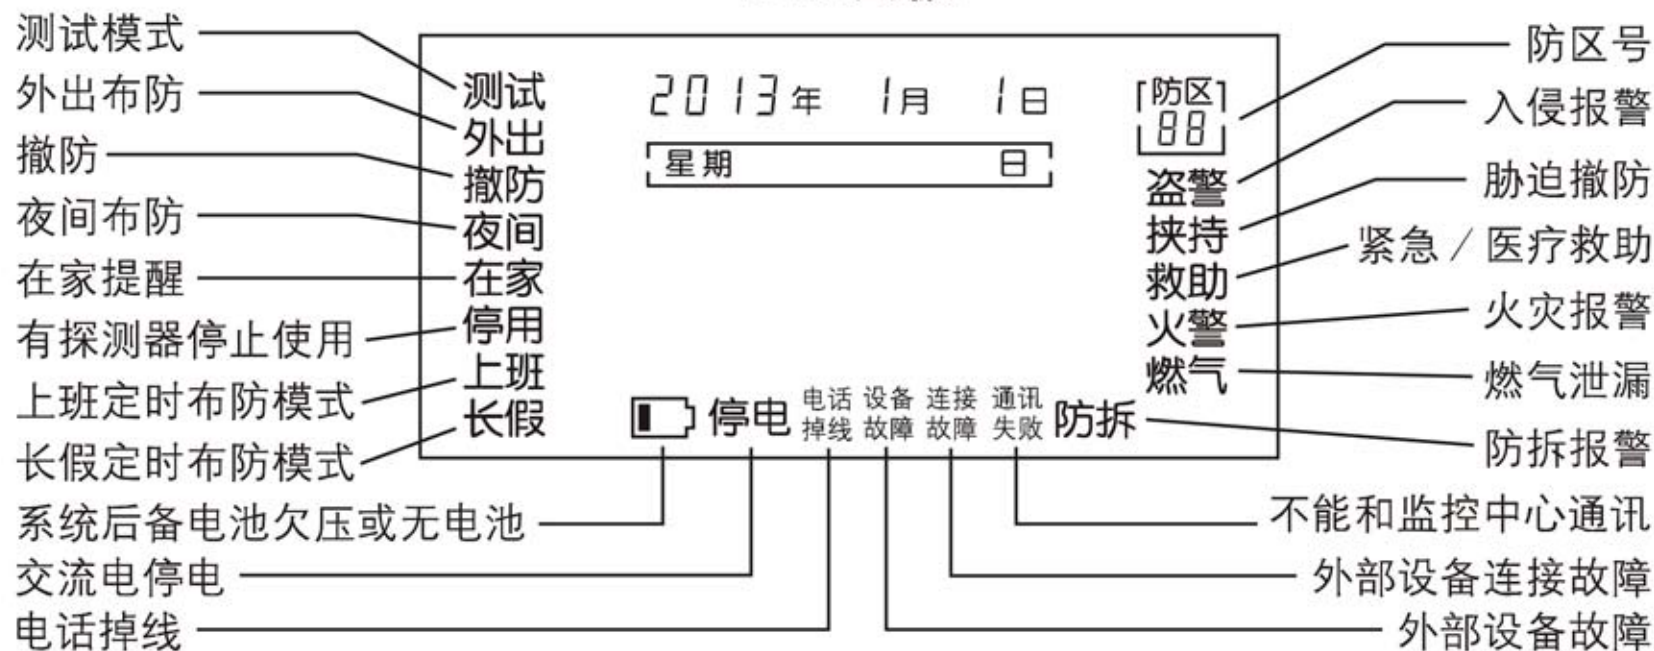 测试模式
外出布防
撤防
夜间布防
在家提醒
有探测器停止使用
上班定时布防模式
长假定时布防模式
系统后备电池欠压或无电池
交流电停电
电话掉线
测试
外出
撤防
夜间
在家
停用
上班
长假
2013年 1月 1日
星期 日
停电
电话掉线
设备故障
连接故障
通讯失败
防拆
防区
88
盗警
挟持
救助
火警
燃气
防区号
入侵报警
胁迫撤防
紧急/医疗救助
火灾报警
燃气泄漏
防拆报警
不能和监控中心通讯
外部设备连接故障
外部设备故障